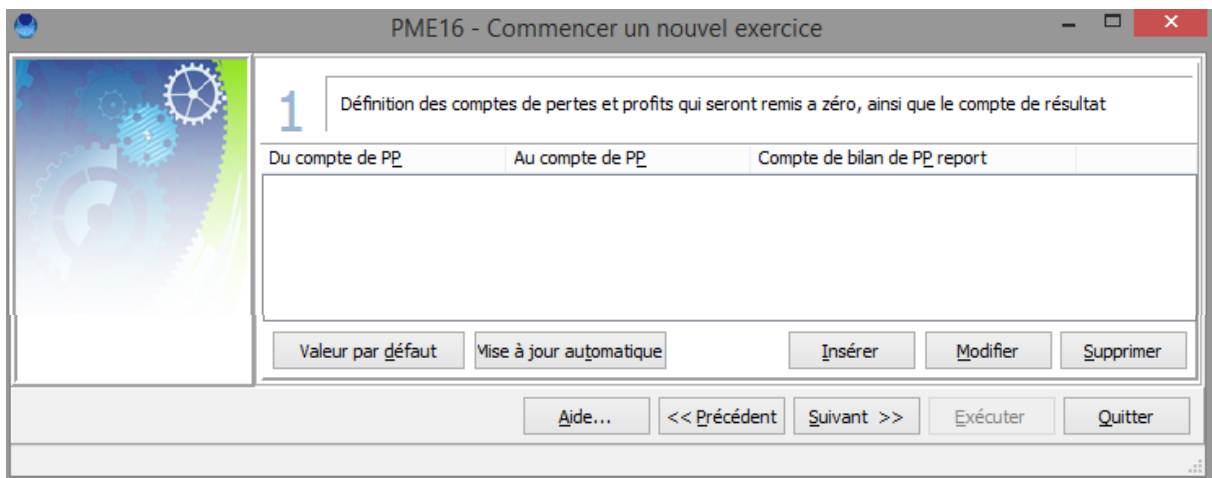 PME16 - Commencer un nouvel exercice
1 Définition des comptes de pertes et profits qui seront remis a zéro, ainsi que le compte de résultat
Du compte de PP Au compte de PP Compte de bilan de PP report
Valeur par défaut Mise à jour automatique Insérer Modifier Supprimer
Aide... << Précédent Suivant >> Exécuter Quitter